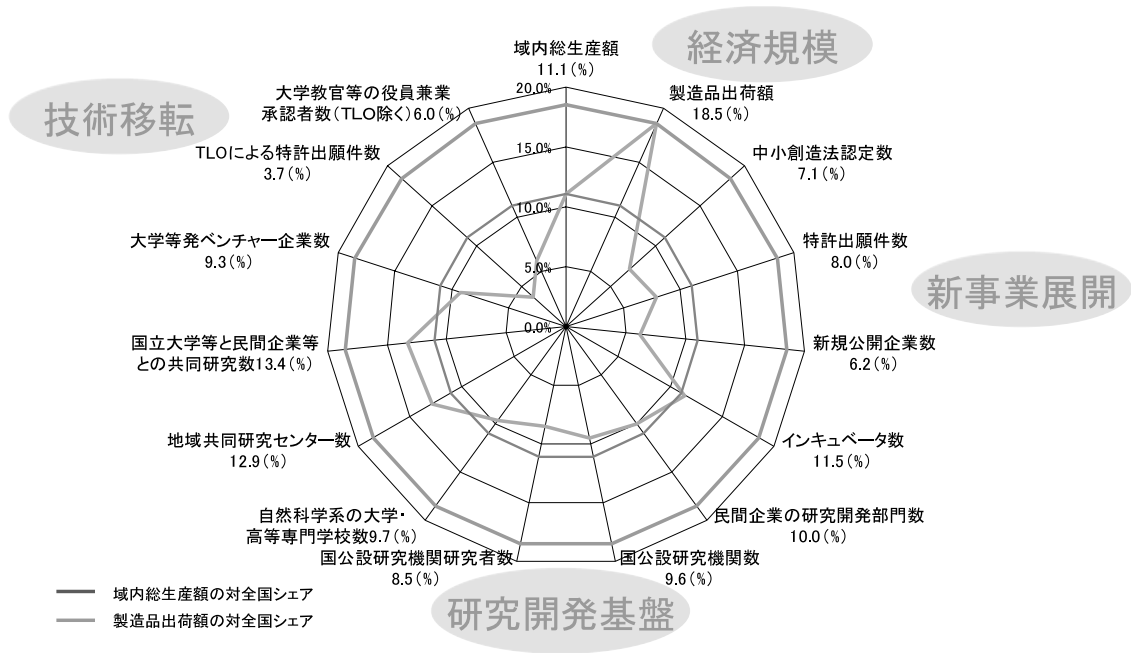 経済規模
域内総生産額
11.1(%)
製造品出荷額
18.5(%)
中小創造法認定数
7.1(%)
特許出願件数
8.0(%)
新事業展開
新規公開企業数
6.2(%)
インキュベータ数
11.5(%)
民間企業の研究開発部門数
10.0(%)
国公設研究機関数
9.6(%)
研究開発基盤
国公設研究機関研究者数
8.5(%)
自然科学系の大学・
高等専門学校数9.7(%)
地域共同研究センター数
12.9(%)
国立大学等と民間企業等
との共同研究数13.4(%)
大学等発ベンチャー企業数
9.3(%)
TLOによる特許出願件数
3.7(%)
技術移転
大学教官等の役員兼業
承認者数(TLO除く)6.0(%)
20.0%
15.0%
10.0%
5.0%
0.0%
域内総生産額の対全国シェア
製造品出荷額の対全国シェア